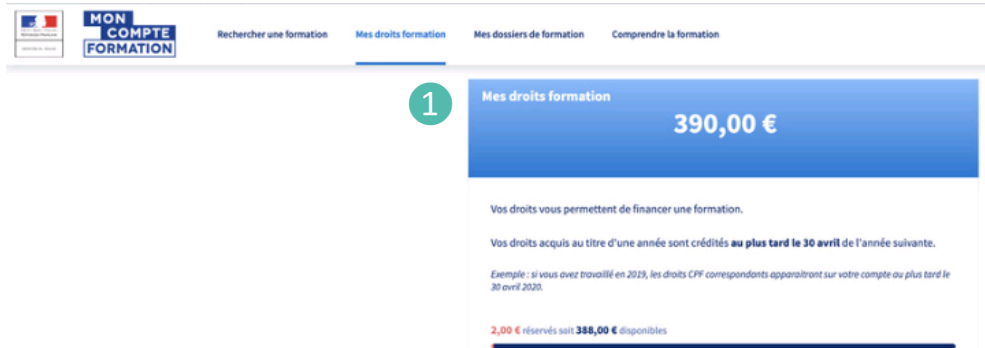 MON
COMPTE
FORMATION
Rechercher une formation
Mes droits formation
Mes dossiers de formation
Comprendre la formation
1
Mes droits formation
390,00 €
Vos droits vous permettent de financer une formation.
Vos droits acquis au titre d'une année sont crédités au plus tard le 30 avril de l'année suivante.
Exemple : si vous avez travaillé en 2019, les droits CPF correspondants apparaitront sur votre compte au plus tard le
30 avril 2020.
2,00 € réservés soit 388,00 € disponibles